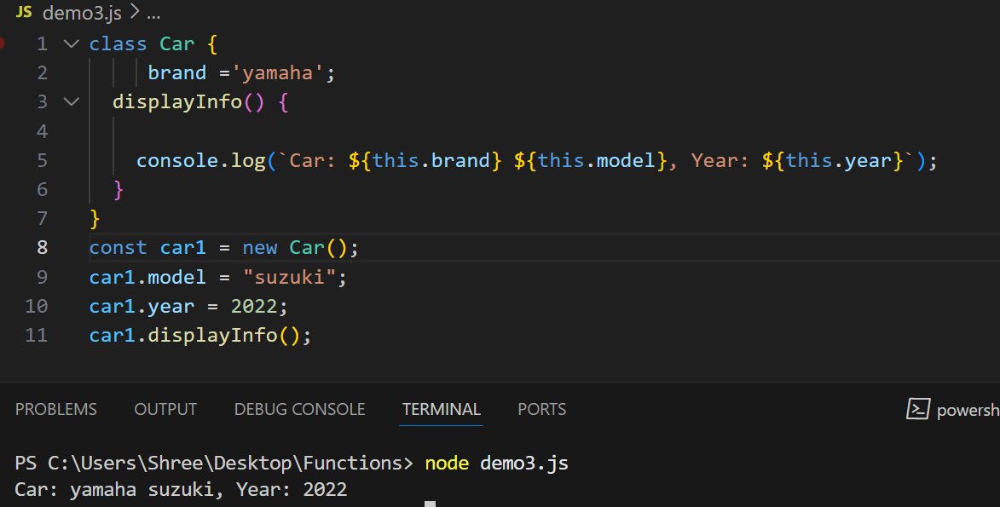 JS demo3.js > ...
1 class Car {
2 brand ='yamaha';
3 displayInfo() {
4
5 console.log(`Car: ${this.brand} ${this.model}, Year: ${this.year}`);
6 }
7 }
8 const car1 = new Car();
9 car1.model = "suzuki";
10 car1.year = 2022;
11 car1.displayInfo();
PROBLEMS OUTPUT DEBUG CONSOLE TERMINAL PORTS powersh
PS C:\Users\Shree\Desktop\Functions> node demo3.js
Car: yamaha suzuki, Year: 2022